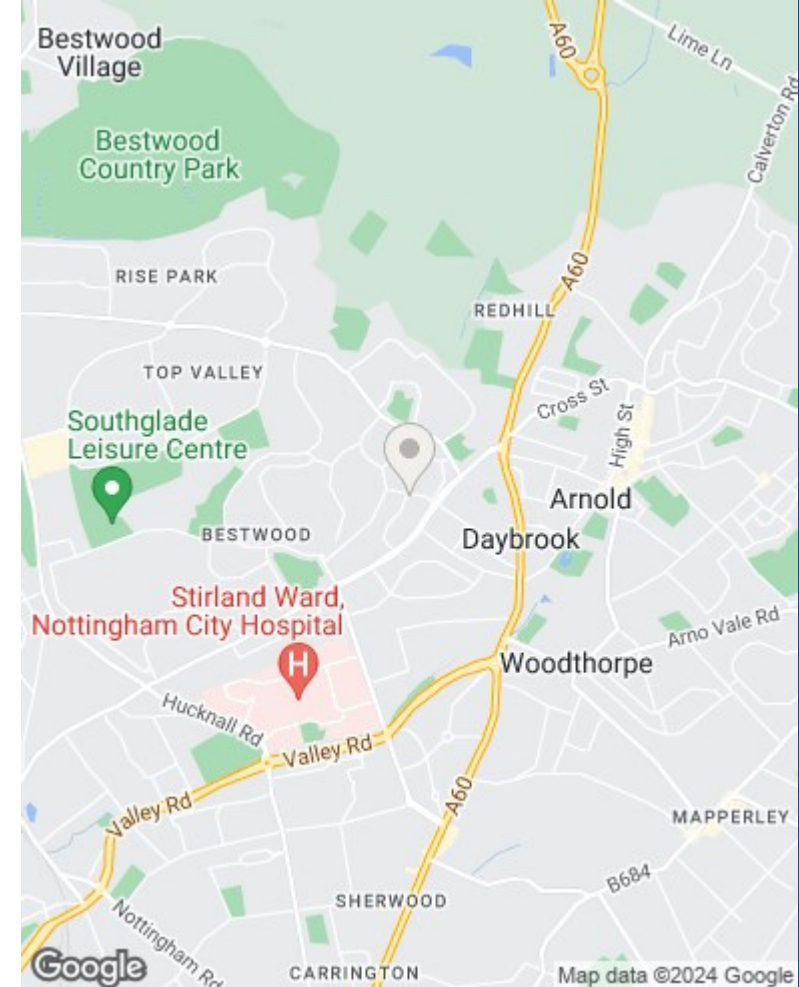 Bestwood
Village
A60
Lime Ln
Calverton Rd
Bestwood
Country Park
A60
RISE PARK
REDHILL
TOP VALLEY
Cross St
Southglade
Leisure Centre
High St
Arnold
BESTWOOD
Daybrook
Stirland Ward,
Nottingham City Hospital
H
Arno Vale Rd
Woodthorpe
Hucknall Rd
Valley Rd
A60
Valley Rd
MAPPERLEY
B684
SHERWOOD
Nottingham Rd
CARRINGTON
Google
Map data ©2024 Google